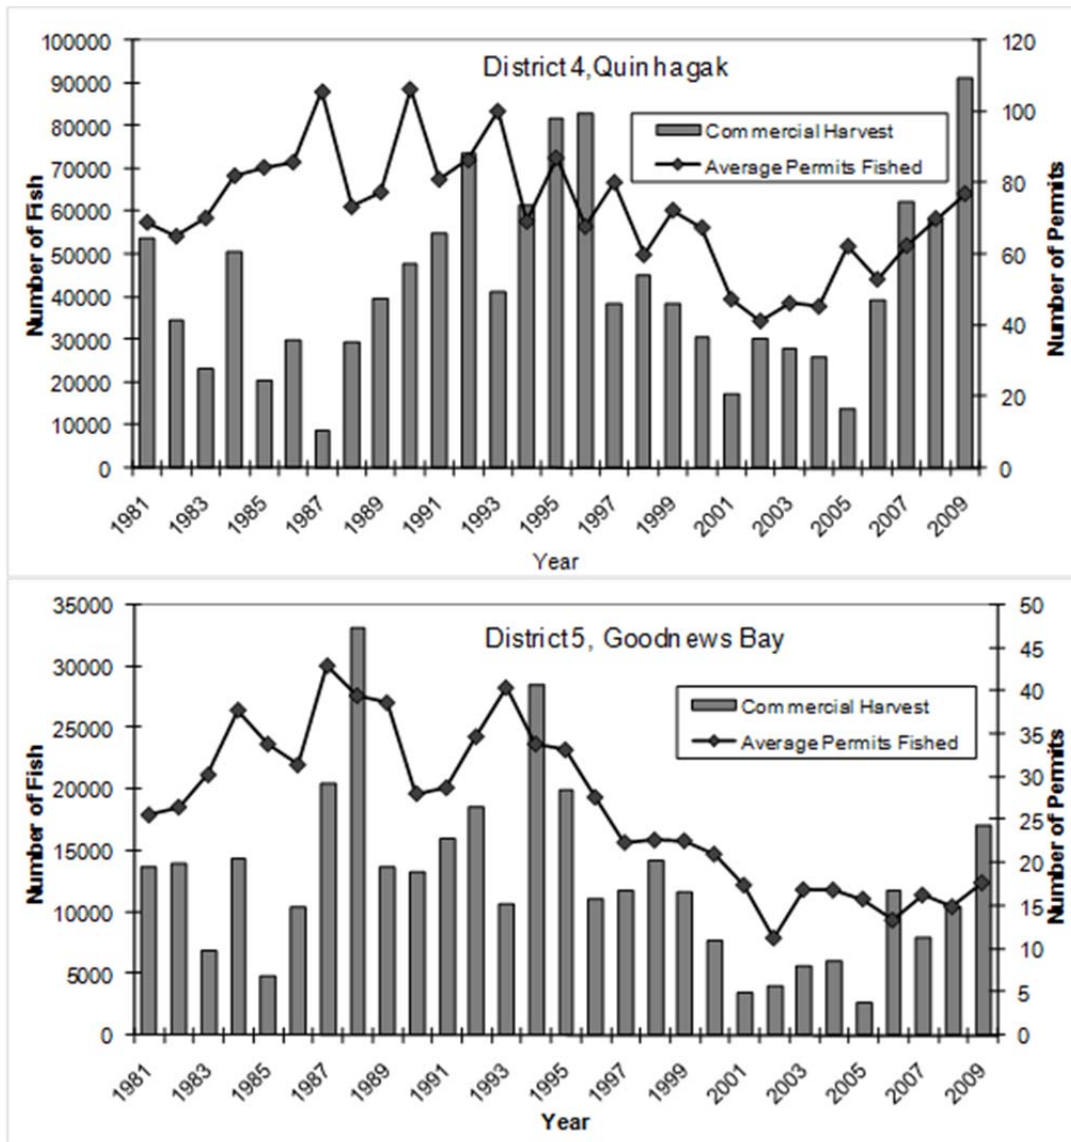 District 4,Quinhagak
Commercial Harvest
Average Permits Fished
Number of Fish
100000
90000
80000
70000
60000
50000
40000
30000
20000
10000
0
120
100
80
60
40
20
0
Number of Permits
1981 1983 1985 1987 1989 1991 1993 1995 1997 1999 2001 2003 2005 2007 2009
Year
District 5, Goodnews Bay
Commercial Harvest
Average Permits Fished
Number of Fish
35000
30000
25000
20000
15000
10000
5000
0
50
45
40
35
30
25
20
15
10
5
0
Number of Permits
1981 1983 1985 1987 1989 1991 1993 1995 1997 1999 2001 2003 2005 2007 2009
Year